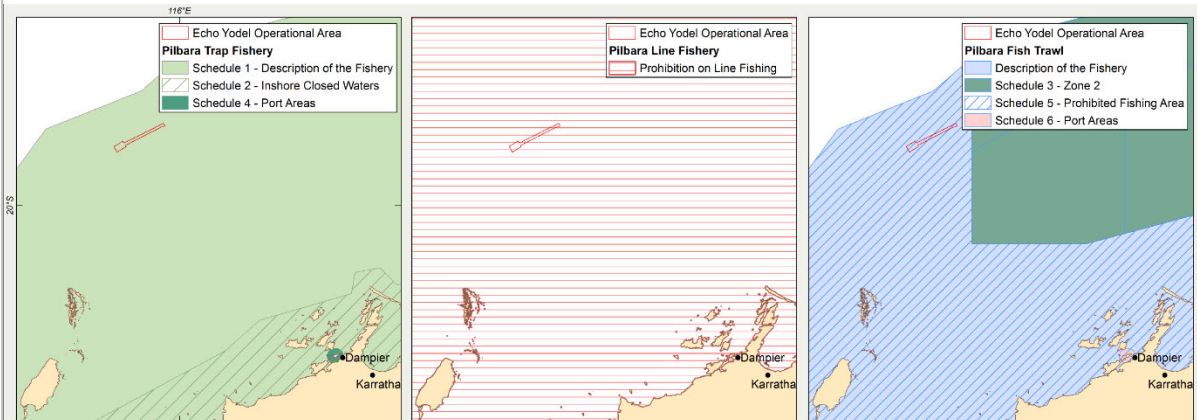 116°E
Echo Yodel Operational Area
Pilbara Trap Fishery
Schedule 1 - Description of the Fishery
Schedule 2 - Inshore Closed Waters
Schedule 4 - Port Areas
20°S
Dampier
Karratha
Echo Yodel Operational Area
Pilbara Line Fishery
Prohibition on Line Fishing
Dampier
Karratha
Echo Yodel Operational Area
Pilbara Fish Trawl
Description of the Fishery
Schedule 3 - Zone 2
Schedule 5 - Prohibited Fishing Area
Schedule 6 - Port Areas
Dampier
Karratha